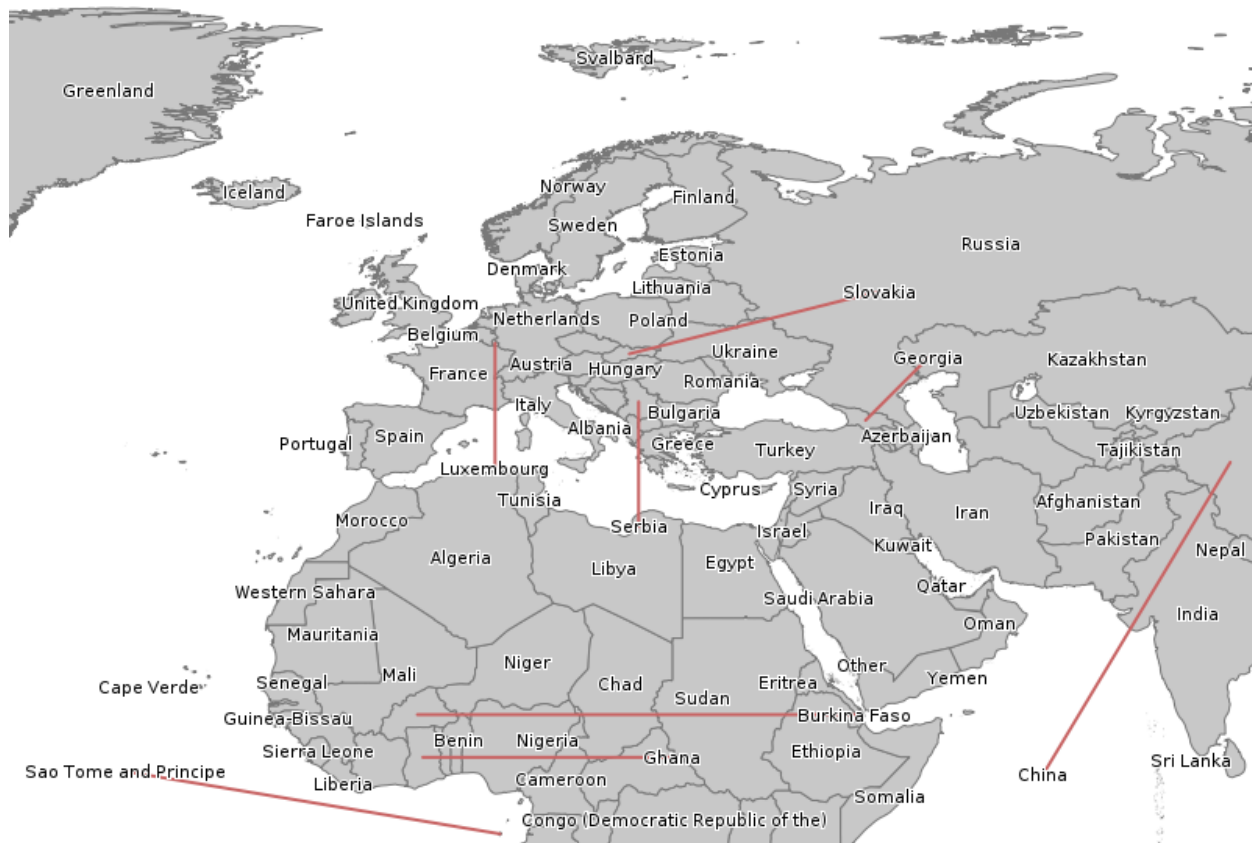 Svalbard
Greenland
Norway
Iceland
Finland
Faroe Islands
Sweden
Russia
Estonia
Denmark
Lithuania
Slovakia
United Kingdom
Netherlands
Poland
Belgium
Ukraine
Georgia
Kazakhstan
Austria
Hungary
France
Romania
Italy
Bulgaria
Uzbekistan
Kyrgyzstan
Albania
Spain
Azerbaijan
Portugal
Greece
Turkey
Tajikistan
Luxembourg
Cyprus
Syria
Tunisia
Afghanistan
Morocco
Iraq
Iran
Serbia
Israel
Pakistan
Kuwait
Nepal
Algeria
Libya
Egypt
Qatar
Western Sahara
Saudi Arabia
India
Oman
Mauritania
Niger
Other
Mali
Yemen
Senegal
Chad
Eritrea
Cape Verde
Sudan
Guinea-Bissau
Burkina Faso
Benin
Nigeria
Sierra Leone
Ethiopia
Ghana
Sri Lanka
Sao Tome and Principe
China
Liberia
Cameroon
Somalia
Congo (Democratic Republic of the)